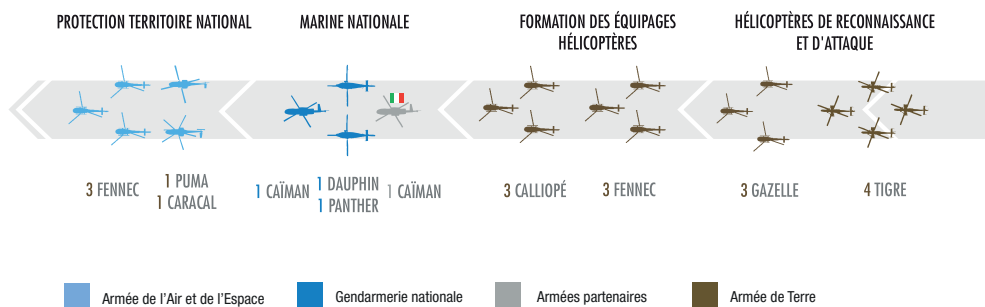 PROTECTION TERRITOIRE NATIONAL
MARINE NATIONALE
FORMATION DES ÉQUIPAGES
HÉLICOPTÈRES
HÉLICOPTÈRES DE RECONNAISSANCE
ET D'ATTAQUE
3 FENNEC
1 PUMA
1 CARACAL
1 CAÏMAN
1 DAUPHIN
1 PANTHER
1 CAÏMAN
3 CALLIOPÉ
3 FENNEC
3 GAZELLE
4 TIGRE
Armée de l'Air et de l'Espace
Gendarmerie nationale
Armées partenaires
Armée de Terre